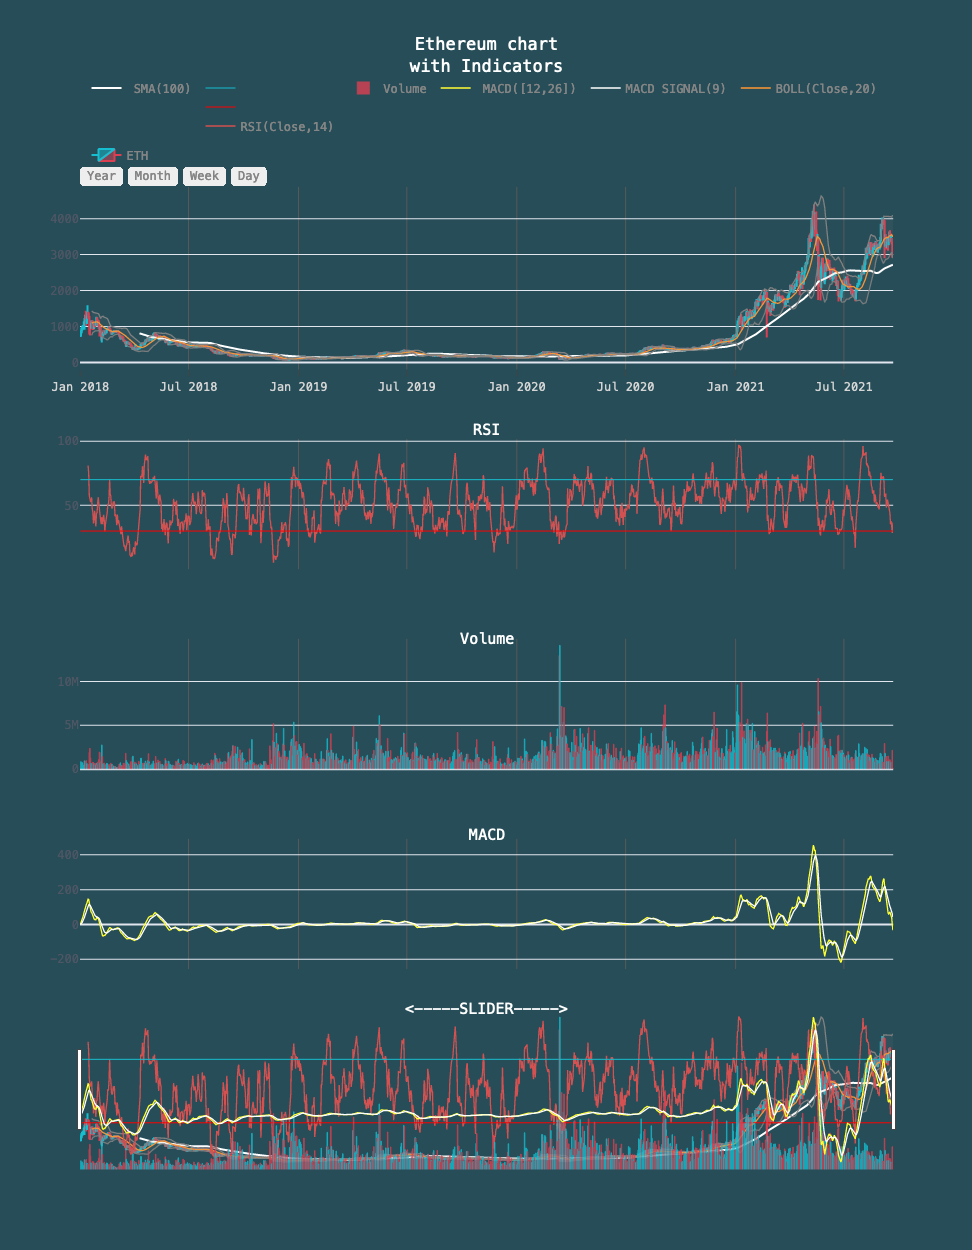 Ethereum chart
with Indicators
SMA(100)
Volume MACD([12,26]) MACD SIGNAL(9) BOLL(Close,20)
RSI(Close,14)
ETH
Year Month Week Day
4000
3000
2000
1000
0
Jan 2018 Jul 2018 Jan 2019 Jul 2019 Jan 2020 Jul 2020 Jan 2021 Jul 2021
RSI
100
50
Volume
10M
5M
0
MACD
400
200
0
−200
<-----SLIDER----->